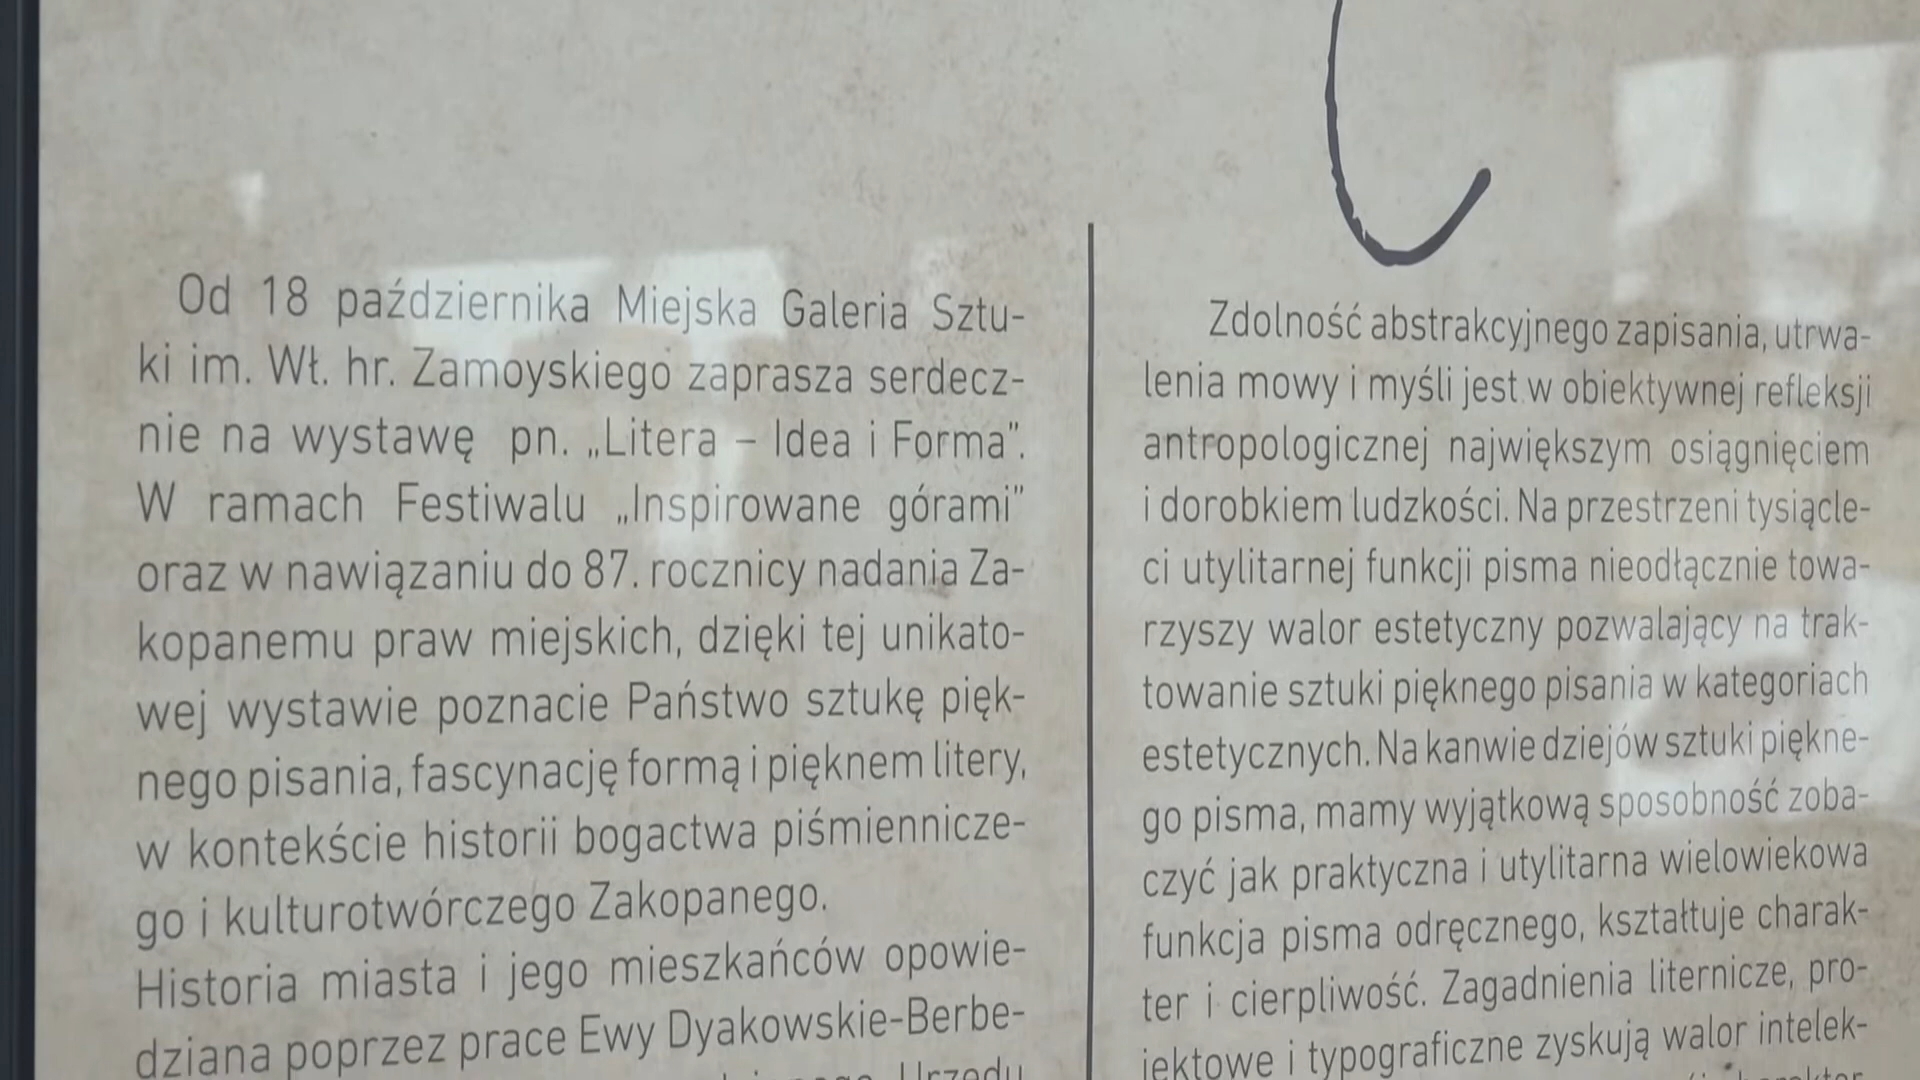 Od 18 października Miejska Galeria Sztu-
ki im. Wł. hr. Zamoyskiego zaprasza serdecz-
nie na wystawę pn. „Litera – Idea i Forma”.
W ramach Festiwalu „Inspirowane górami”
oraz w nawiązaniu do 87. rocznicy nadania Za-
kopanemu praw miejskich, dzięki tej unikato-
wej wystawie poznacie Państwo sztukę pięk-
nego pisania, fascynację formą i pięknem litery,
w kontekście historii bogactwa piśmiennicze-
go i kulturotwórczego Zakopanego.
Historia miasta i jego mieszkańców opowie-
dziana poprzez prace Ewy Dyakowskie-Berbe-
Urzędu
Zdolność abstrakcyjnego zapisania, utrwa-
lenia mowy i myśli jest w obiektywnej refleksji
antropologicznej największym osiągnięciem
i dorobkiem ludzkości. Na przestrzeni tysiącle-
ci utylitarnej funkcji pisma nieodłącznie towa-
rzyszy walor estetyczny pozwalający na trak-
towanie sztuki pięknego pisania w kategoriach
estetycznych. Na kanwie dziejów sztuki piękne-
go pisma, mamy wyjątkową sposobność zoba-
czyć jak praktyczna i utylitarna wielowiekowa
funkcja pisma odręcznego, kształtuje charak-
ter i cierpliwość. Zagadnienia liternicze, pro-
jektowe i typograficzne zyskują walor intelek-